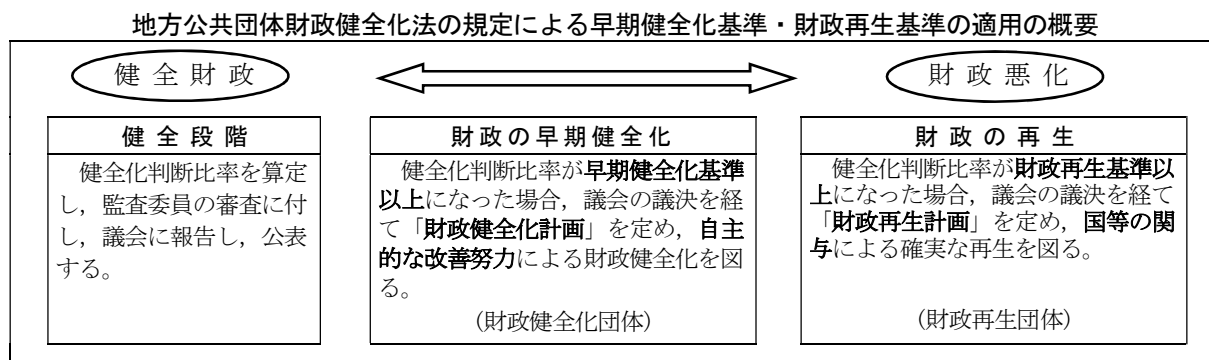 地方公共団体財政健全化法の規定による早期健全化基準・財政再生基準の適用の概要
健全財政
財政悪化
健全段階
健全化判断比率を算定
し，監査委員の審査に付
し，議会に報告し，公表
する。
財政の早期健全化
健全化判断比率が早期健全化基準
以上になった場合，議会の議決を経
て「財政健全化計画」を定め，自主
的な改善努力による財政健全化を図
る。
（財政健全化団体）
財政の再生
健全化判断比率が財政再生基準以
上になった場合，議会の議決を経て
「財政再生計画」を定め，国等の関
与による確実な再生を図る。
（財政再生団体）